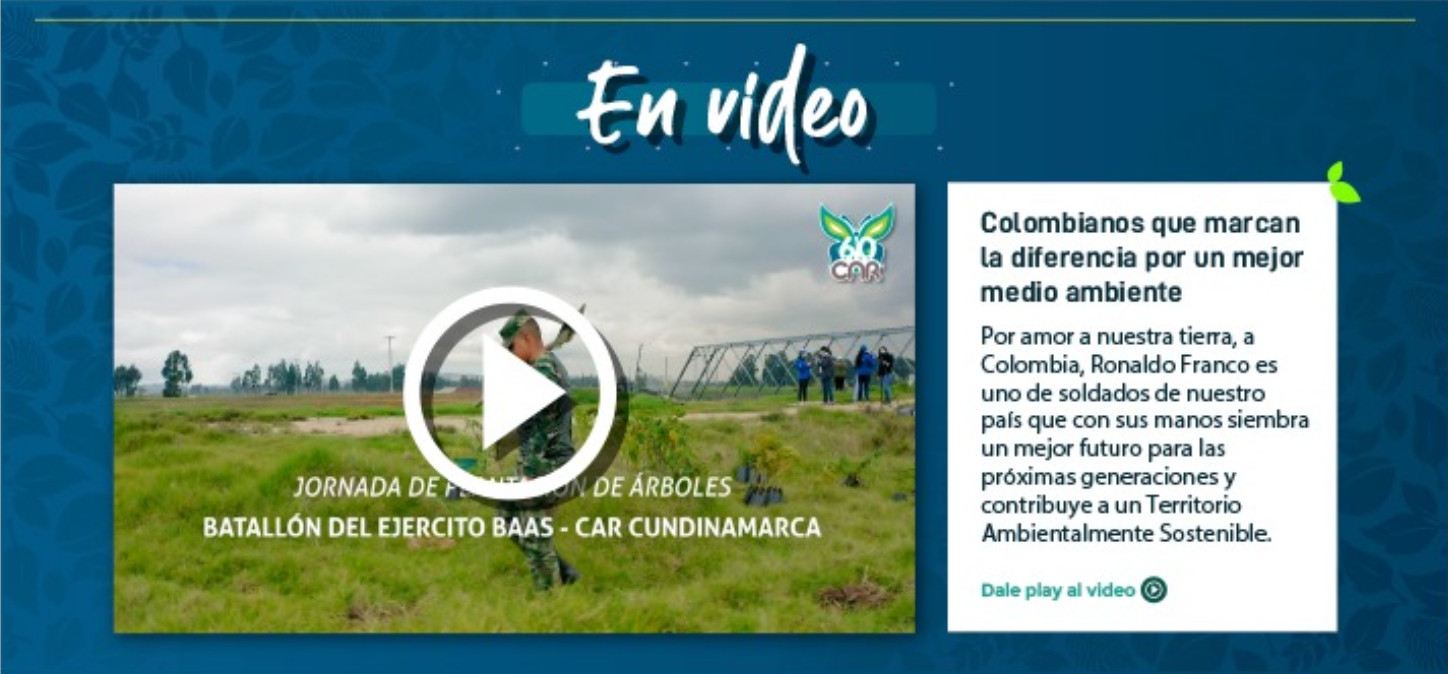 En video
60
CAR
JORNADA DE PLANTACIÓN DE ÁRBOLES
BATALLÓN DEL EJERCITO BAAS - CAR CUNDINAMARCA
Colombianos que marcan
la diferencia por un mejor
medio ambiente
Por amor a nuestra tierra, a
Colombia, Ronaldo Franco es
uno de soldados de nuestro
país que con sus manos siembra
un mejor futuro para las
próximas generaciones y
contribuye a un Territorio
Ambientalmente Sostenible.
Dale play al video